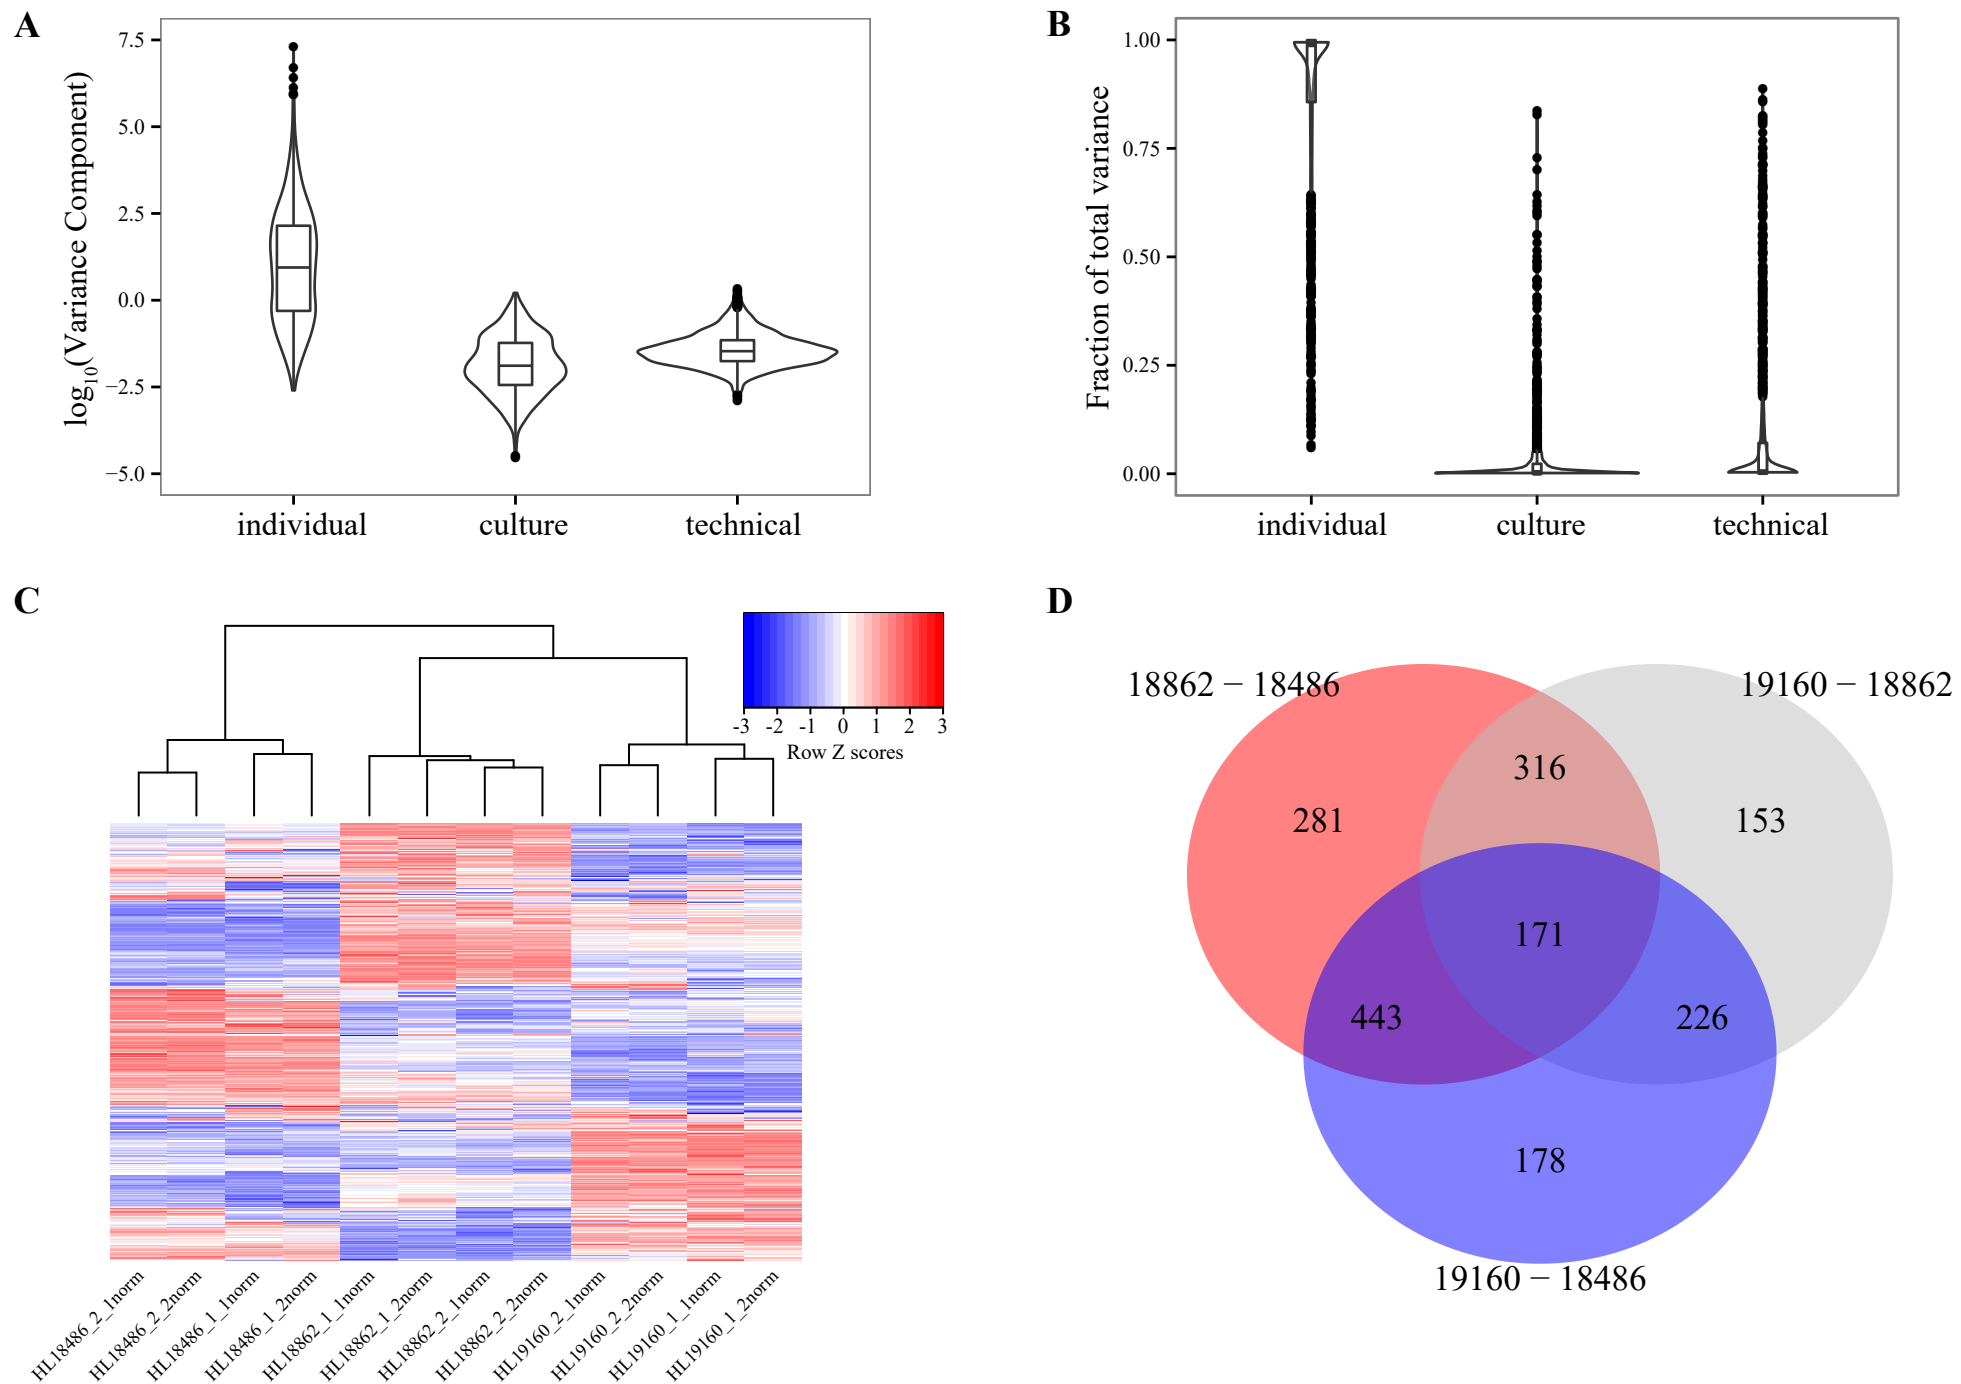 A
7.5
5.0
2.5
0.0
−2.5
−5.0
log10(Variance Component)
individual culture technical
B
1.00
0.75
0.50
0.25
0.00
Fraction of total variance
individual culture technical
C
-3 -2 -1 0 1 2 3
Row Z scores
HL18486_2_1norm
HL18486_2_2norm
HL18486_1_1norm
HL18486_1_2norm
HL18862_1_1norm
HL18862_1_2norm
HL18862_2_1norm
HL18862_2_2norm
HL19160_2_1norm
HL19160_2_2norm
HL19160_1_1norm
HL19160_1_2norm
D
18862 − 18486 19160 − 18862
316
281 153
171
443 226
178
19160 − 18486